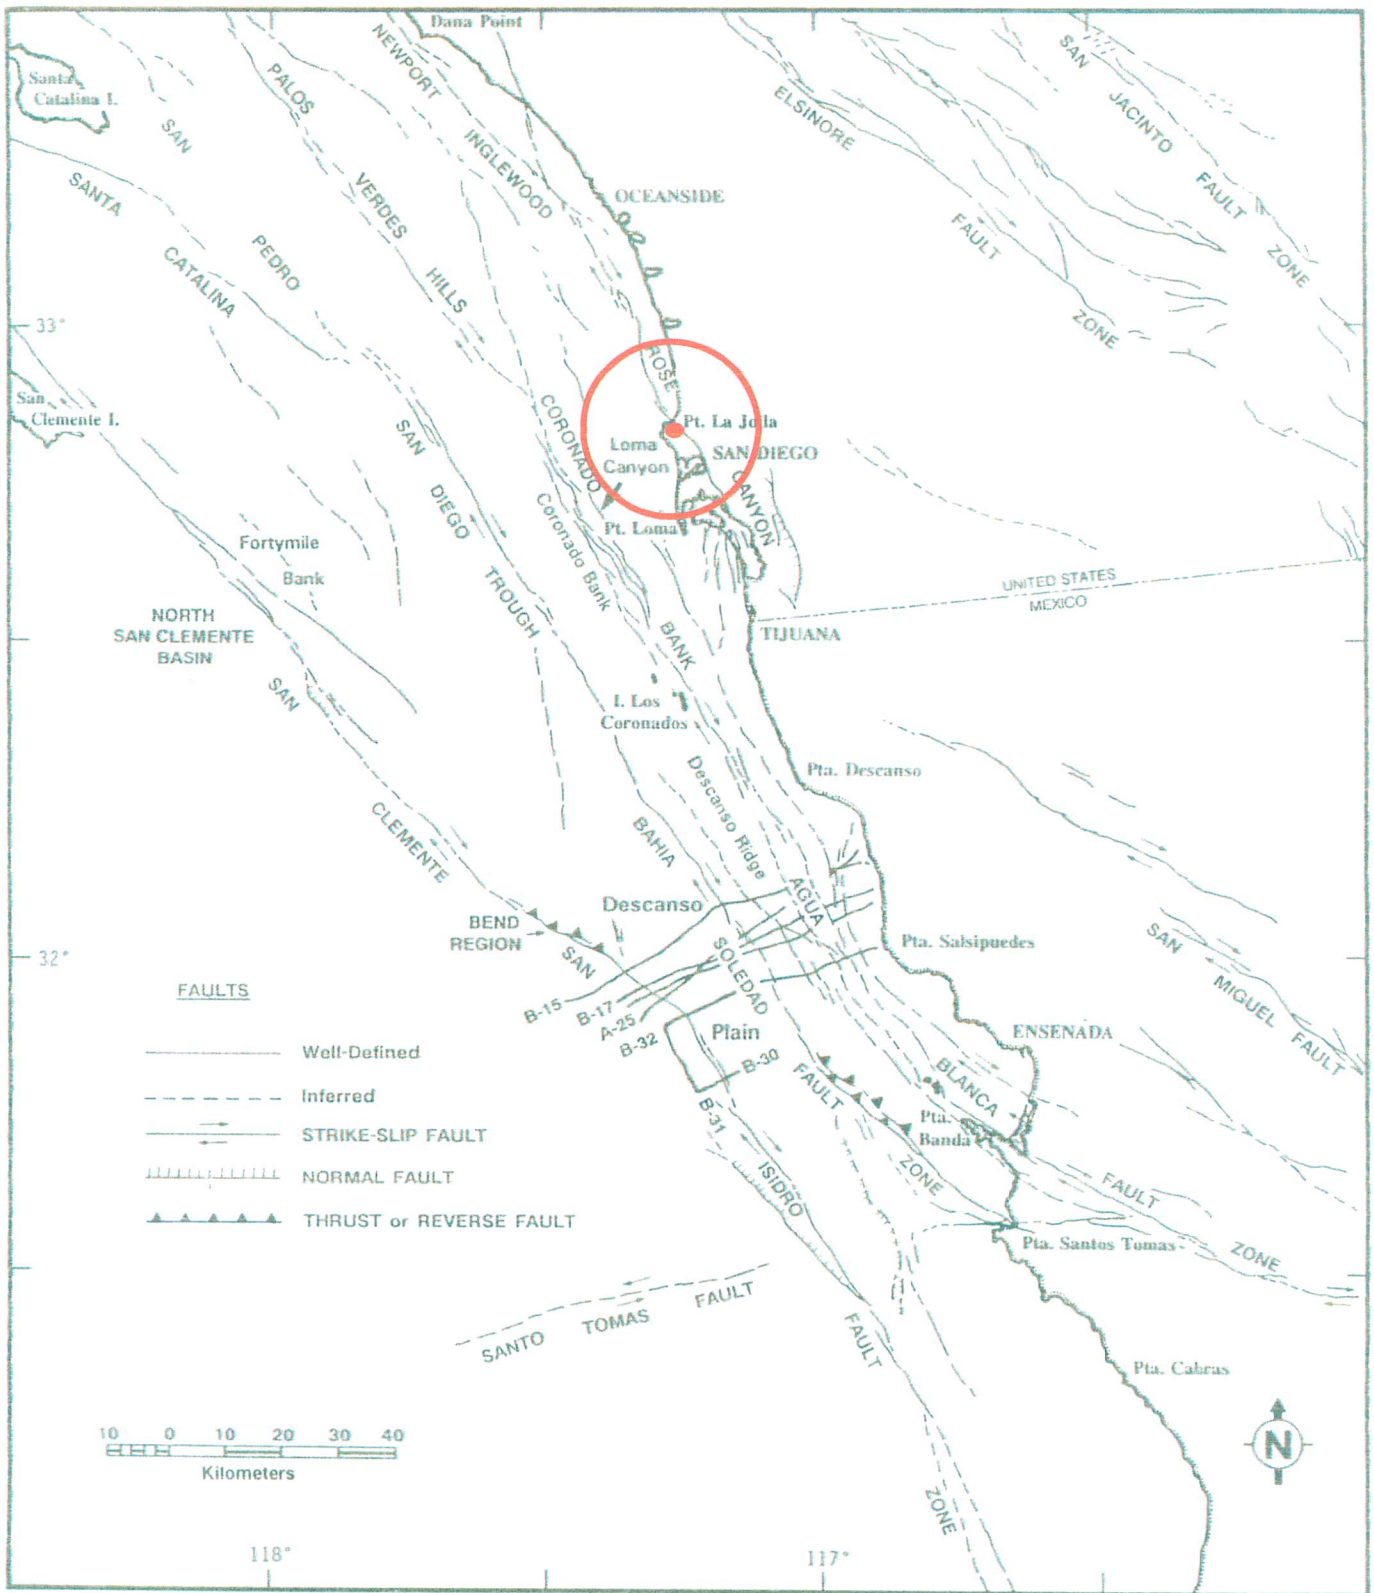 Dana Point
NEWPORT
INGLEWOOD
Santa
Catalina I.
SAN
PEDRO
PALOS
VERDES
HILLS
ELSINORE
FAULT
ZONE
SAN
JACINTO
FAULT
ZONE
SANTA
CATALINA
OCEANSIDE
33°
San
Clemente I.
ROSE
CANYON
Pt. La Jolla
Loma
Canyon
SAN DIEGO
Pt. Loma
CORONADO
BANK
Coronado Bank
SAN
DIEGO
TROUGH
Fortymile
Bank
NORTH
SAN CLEMENTE
BASIN
UNITED STATES
MEXICO
TIJUANA
I. Los
Coronados
SAN
CLEMENTE
Pta. Descanso
Descanso Ridge
BAHIA
SOLEDAD
FAULT
ZONE
AGUA
BLANCA
FAULT
ZONE
Descanso
Plain
BEND
REGION
SAN
ISIDRO
FAULT
ZONE
Pta. Salsipuedes
SAN
MIGUEL
FAULT
32°
B-15
B-17
A-25
B-32
B-30
B-31
ENSENADA
Pta.
Banda
Pta. Santos Tomas
Pta. Cabras
FAULTS
Well-Defined
Inferred
STRIKE-SLIP FAULT
NORMAL FAULT
THRUST or REVERSE FAULT
SANTO TOMAS FAULT
10 0 10 20 30 40
Kilometers
N
118°
117°